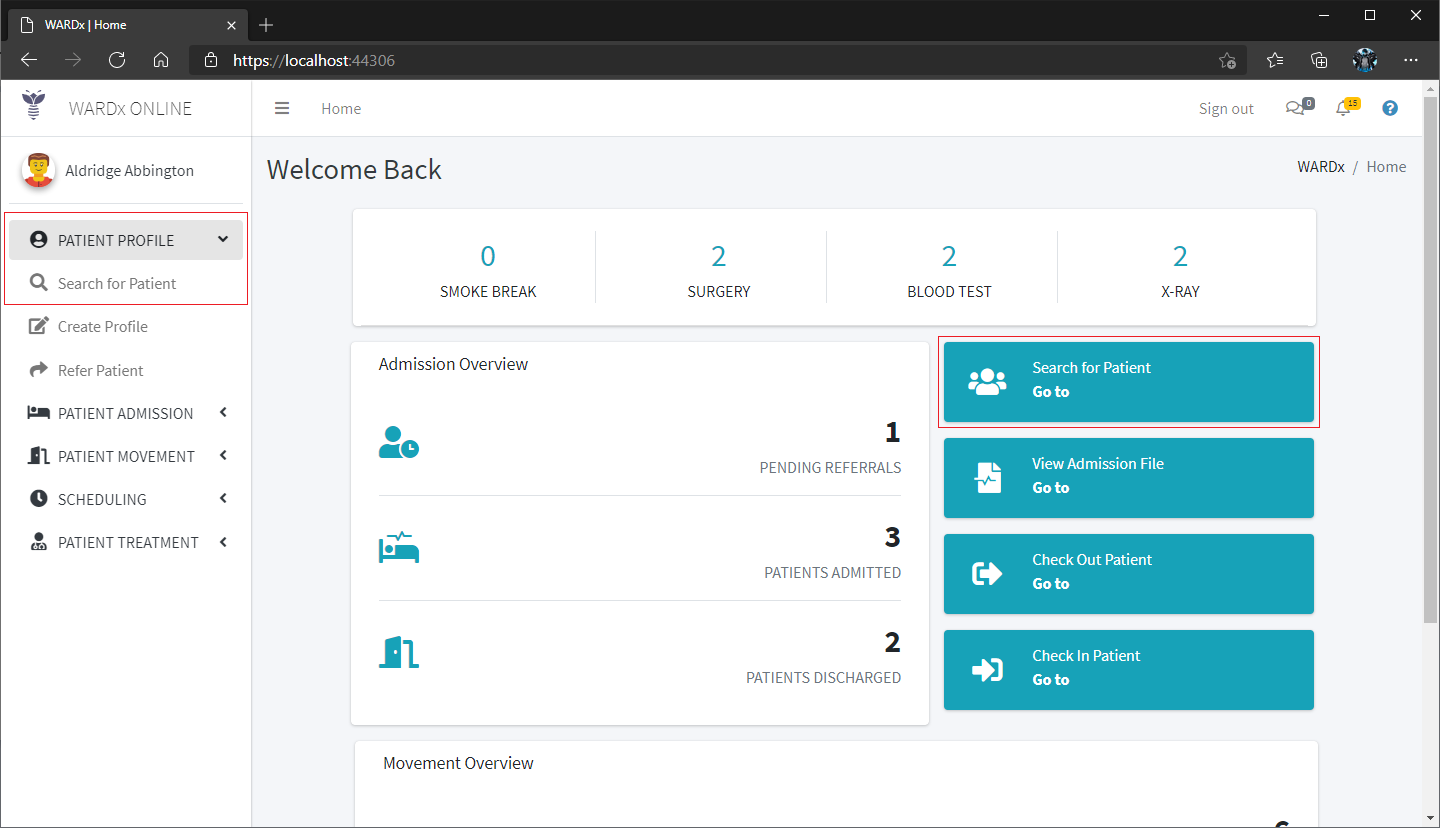 WARDx | Home
https://localhost:44306
WARDx ONLINE
Home
Sign out
0
15
?
Aldridge Abbington
Welcome Back
WARDx / Home
PATIENT PROFILE
Search for Patient
Create Profile
Refer Patient
PATIENT ADMISSION
PATIENT MOVEMENT
SCHEDULING
PATIENT TREATMENT
0
SMOKE BREAK
2
SURGERY
2
BLOOD TEST
2
X-RAY
Admission Overview
1
PENDING REFERRALS
3
PATIENTS ADMITTED
2
PATIENTS DISCHARGED
Search for Patient
Go to
View Admission File
Go to
Check Out Patient
Go to
Check In Patient
Go to
Movement Overview